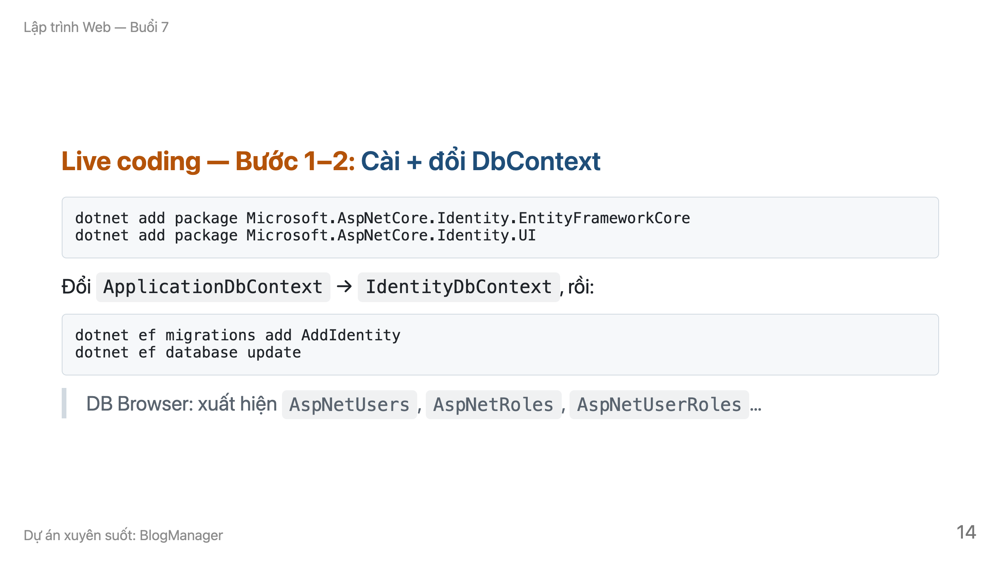 Lập trình Web — Buổi 7
Live coding — Bước 1–2: Cài + đổi DbContext
dotnet add package Microsoft.AspNetCore.Identity.EntityFrameworkCore
dotnet add package Microsoft.AspNetCore.Identity.UI
Đổi ApplicationDbContext → IdentityDbContext, rồi:
dotnet ef migrations add AddIdentity
dotnet ef database update
DB Browser: xuất hiện AspNetUsers, AspNetRoles, AspNetUserRoles…
Dự án xuyên suốt: BlogManager
14